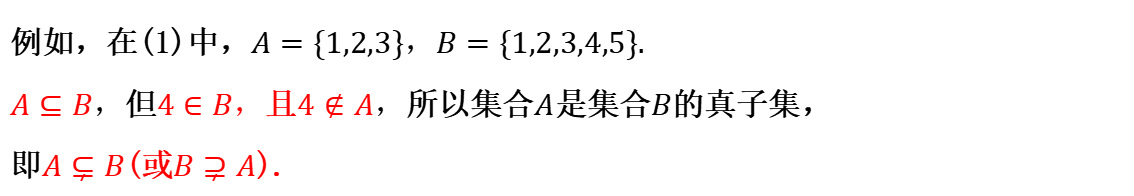 例如，在(1)中，A = {1,2,3}，B = {1,2,3,4,5}.
A ⊆ B，但4 ∈ B，且4 ∉ A，所以集合A是集合B的真子集，
即A ⫋ B(或B ⫌ A).